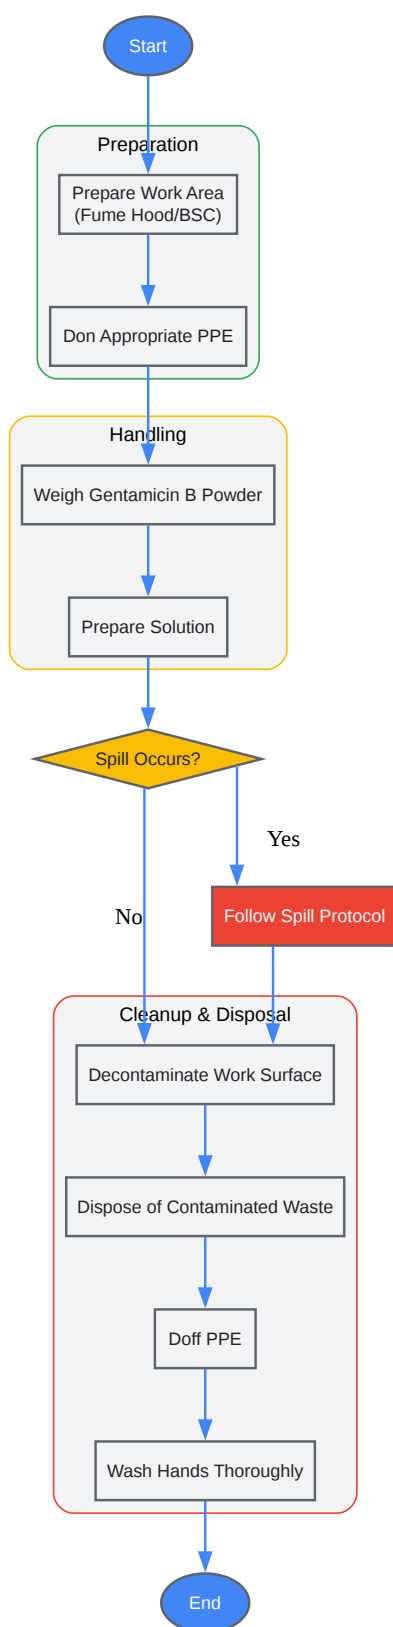 Start
Preparation
Prepare Work Area
(Fume Hood/BSC)
Don Appropriate PPE
Handling
Weigh Gentamicin B Powder
Prepare Solution
Spill Occurs?
Yes
No
Follow Spill Protocol
Cleanup & Disposal
Decontaminate Work Surface
Dispose of Contaminated Waste
Doff PPE
Wash Hands Thoroughly
End